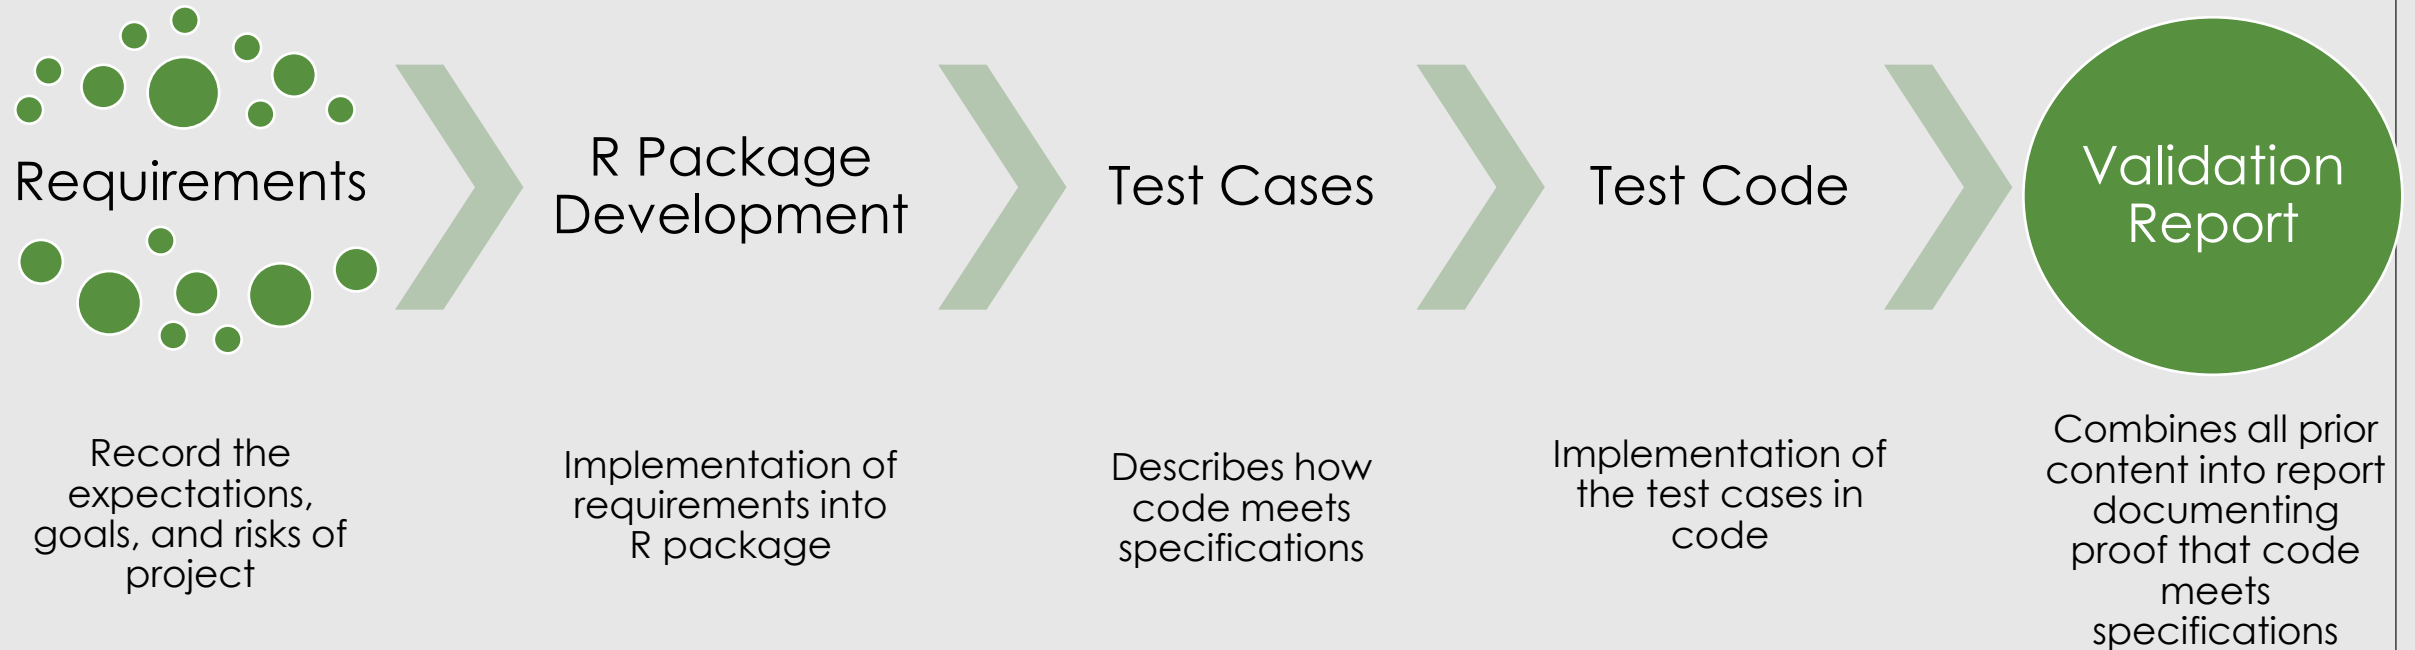 Requirements
R Package
Development
Test Cases
Test Code
Validation
Report
Record the
expectations,
goals, and risks of
project
Implementation of
requirements into
R package
Describes how
code meets
specifications
Implementation of
the test cases in
code
Combines all prior
content into report
documenting
proof that code
meets
specifications